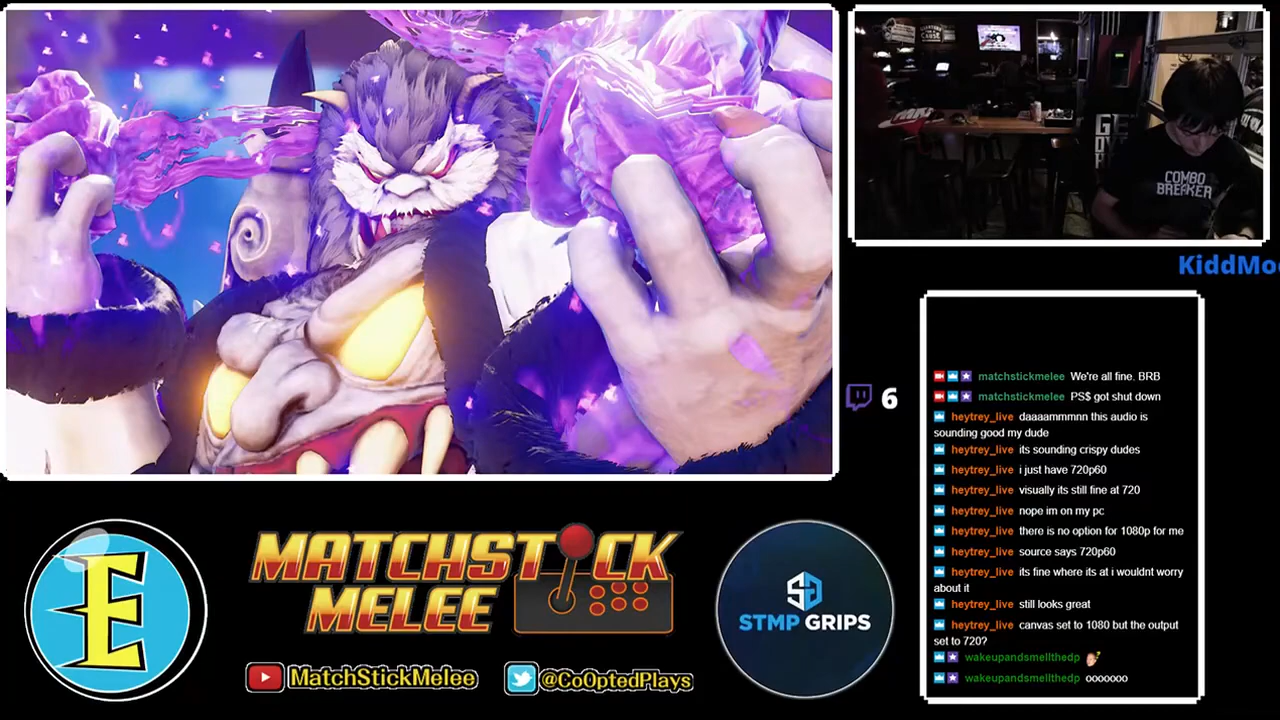 COMBO
BREAKER
KiddMo
6
matchstickmelee We're all fine. BRB
matchstickmelee PS$ got shut down
heytrey_live daaaammmnn this audio is
sounding good my dude
heytrey_live its sounding crispy dudes
heytrey_live i just have 720p60
heytrey_live visually its still fine at 720
heytrey_live nope im on my pc
heytrey_live there is no option for 1080p for me
heytrey_live source says 720p60
heytrey_live its fine where its at i wouldnt worry
about it
heytrey_live still looks great
heytrey_live canvas set to 1080 but the output
set to 720?
wakeupandsmellthedp
wakeupandsmellthedp ooooooo
E
MATCHSTICK
MELEE
STMP GRIPS
MatchStickMelee
@CoOptedPlays